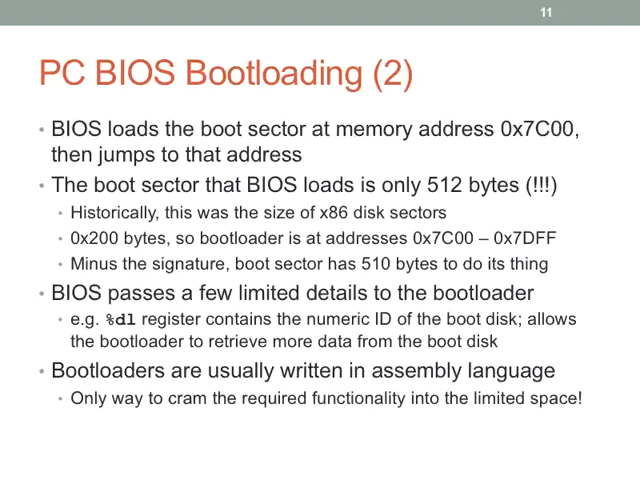 11
PC BIOS Bootloading (2)
• BIOS loads the boot sector at memory address 0x7C00,
then jumps to that address
• The boot sector that BIOS loads is only 512 bytes (!!!)
• Historically, this was the size of x86 disk sectors
• 0x200 bytes, so bootloader is at addresses 0x7C00 – 0x7DFF
• Minus the signature, boot sector has 510 bytes to do its thing
• BIOS passes a few limited details to the bootloader
• e.g. %dl register contains the numeric ID of the boot disk; allows
the bootloader to retrieve more data from the boot disk
• Bootloaders are usually written in assembly language
• Only way to cram the required functionality into the limited space!